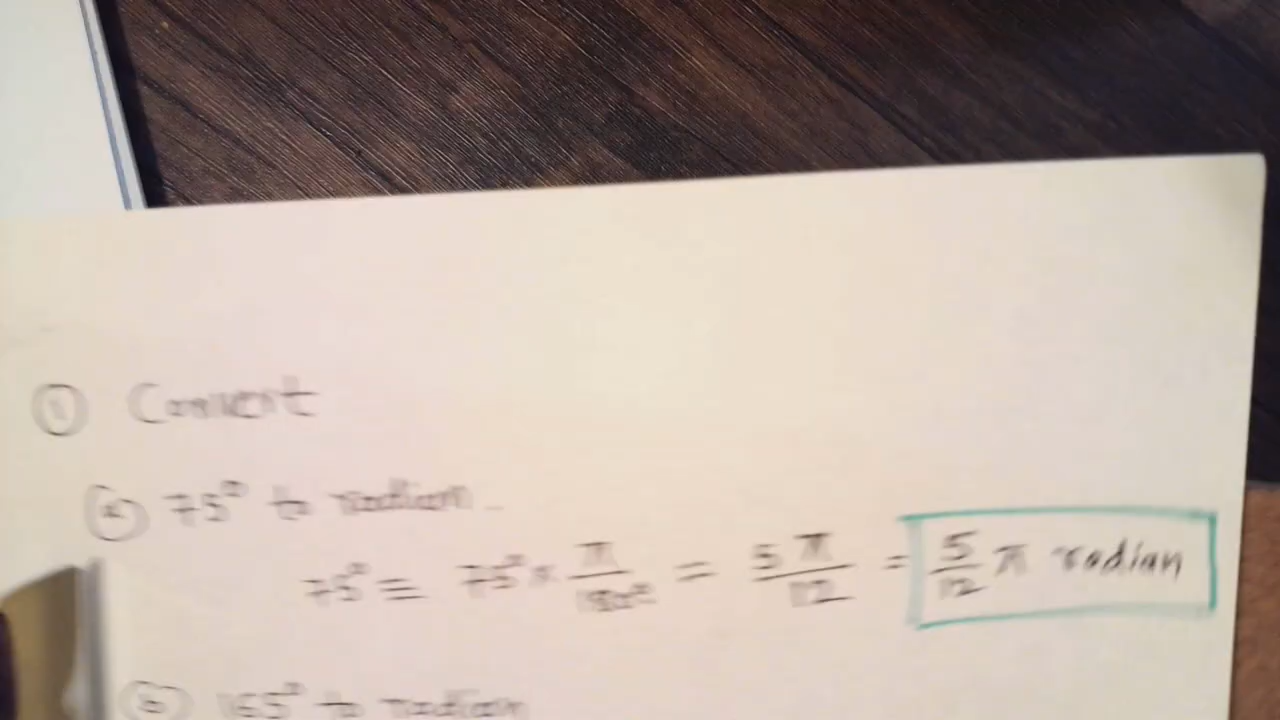 ① Convert
ⓐ 75° to radian
75° = 75° × π/180° = 5π/12 = 5/12 π radian
ⓑ 165° to radian